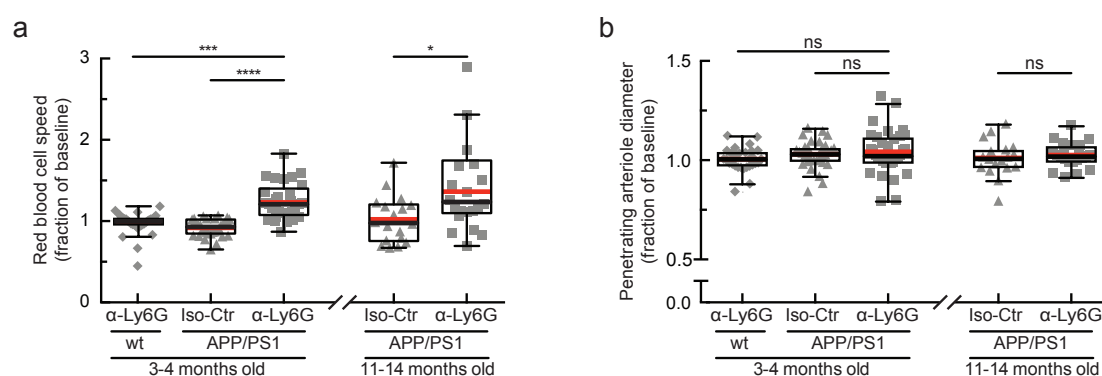 a
Red blood cell speed
(fraction of baseline)
3
2
1
0
***
****
*
α-Ly6G Iso-Ctr α-Ly6G Iso-Ctr α-Ly6G
wt APP/PS1 APP/PS1
3-4 months old 11-14 months old
b
Penetrating arteriole diameter
(fraction of baseline)
1.5
1.0
0.5
0.0
ns
ns
ns
α-Ly6G Iso-Ctr α-Ly6G Iso-Ctr α-Ly6G
wt APP/PS1 APP/PS1
3-4 months old 11-14 months old